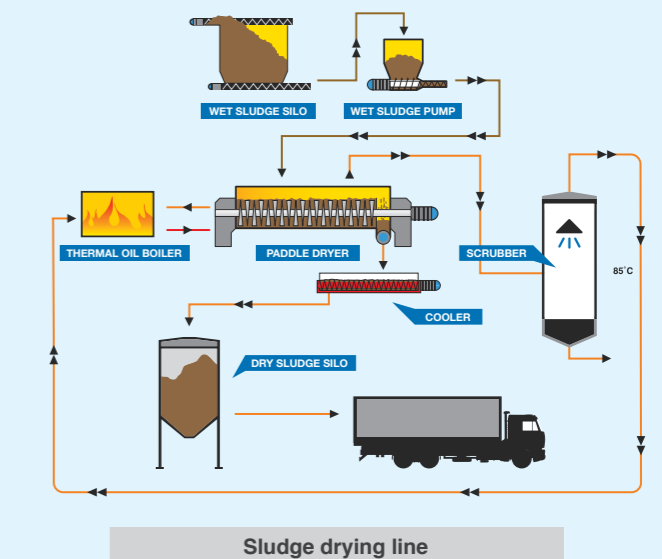 WET SLUDGE SILO
WET SLUDGE PUMP
THERMAL OIL BOILER
PADDLE DRYER
SCRUBBER
85°C
COOLER
DRY SLUDGE SILO
Sludge drying line